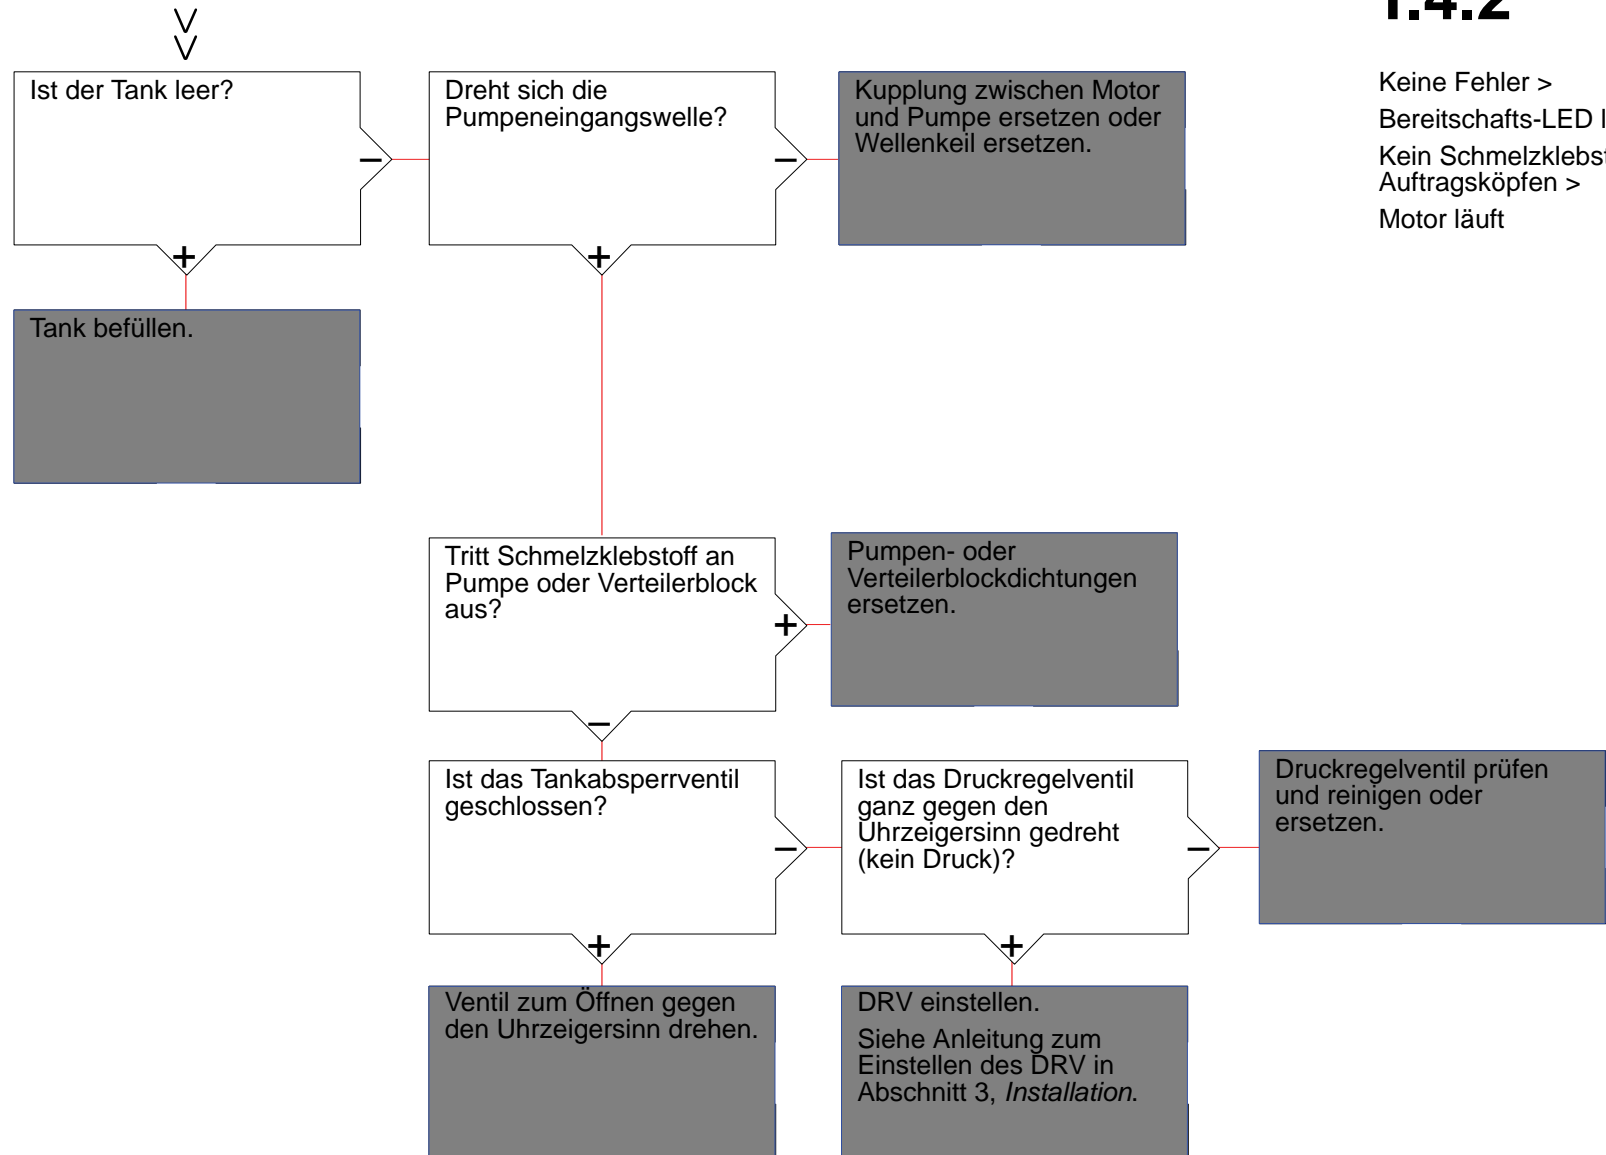 1.4.2
Keine Fehler >
Bereitschafts-LED
Kein
Auftragsköpfen >
Motor läuft
Ist der Tank leer?
–
+
Dreht sich die
Pumpeneingangswelle?
–
+
Kupplung zwischen Motor
und Pumpe ersetzen oder
Wellenkeil ersetzen.
Tank befüllen.
Tritt Schmelzklebstoff an
Pumpe oder Verteilerblock
aus?
+
–
Pumpen- oder
Verteilerblockdichtungen
ersetzen.
Ist das Tankabsperrventil
geschlossen?
–
+
Ist das Druckregelventil
ganz gegen den
Uhrzeigersinn gedreht
(kein Druck)?
–
+
Druckregelventil prüfen
und reinigen oder
ersetzen.
Ventil zum Öffnen gegen
den Uhrzeigersinn drehen.
DRV einstellen.
Siehe Anleitung zum
Einstellen des DRV in
Abschnitt 3, Installation.